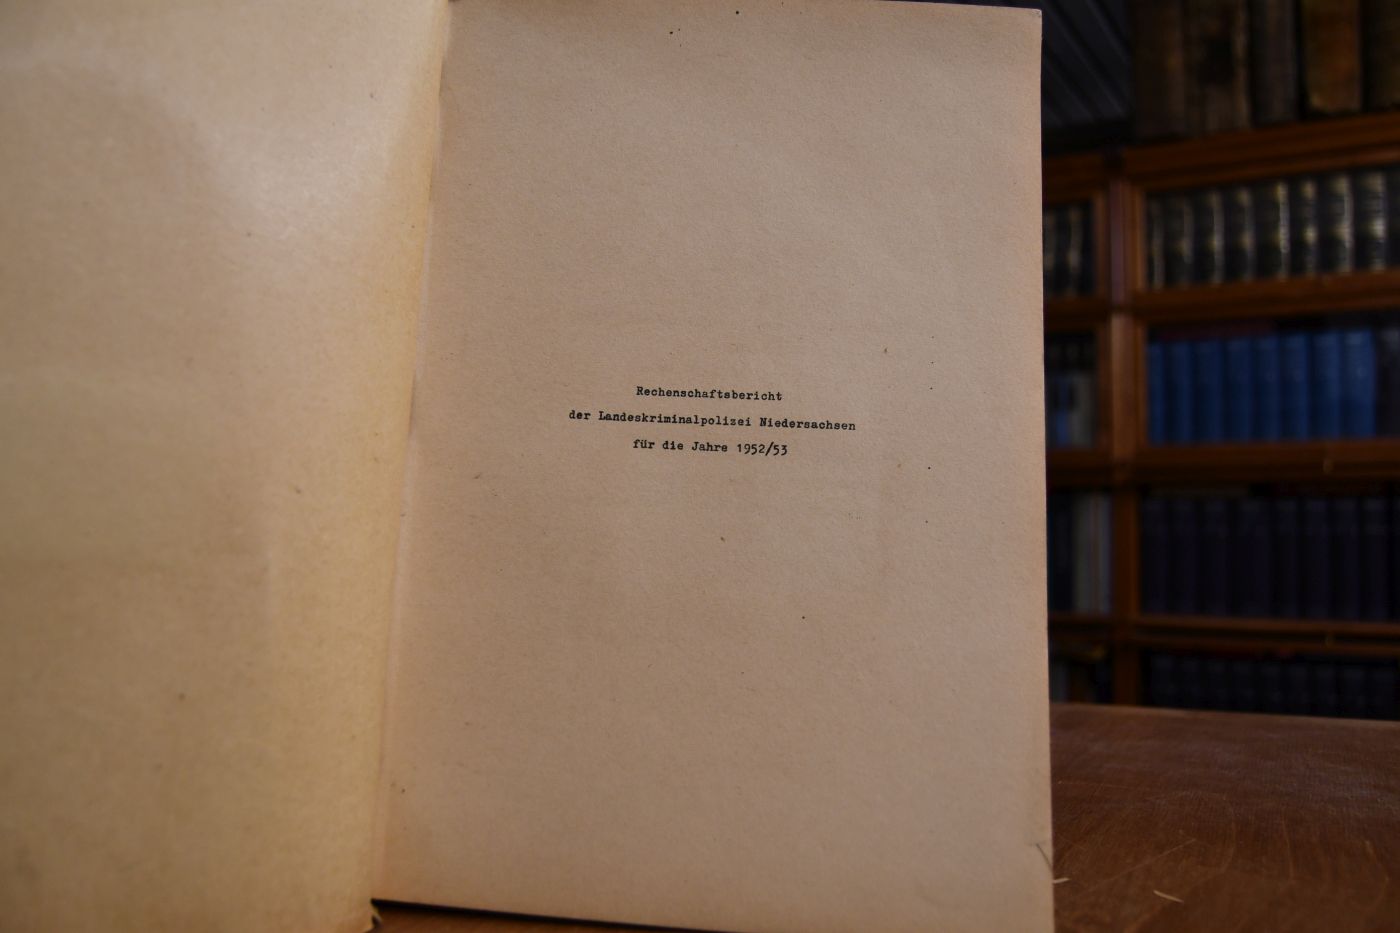 Rechenschaftsbericht
der Landeskriminalpolizei Niedersachsen
für die Jahre 1952/53